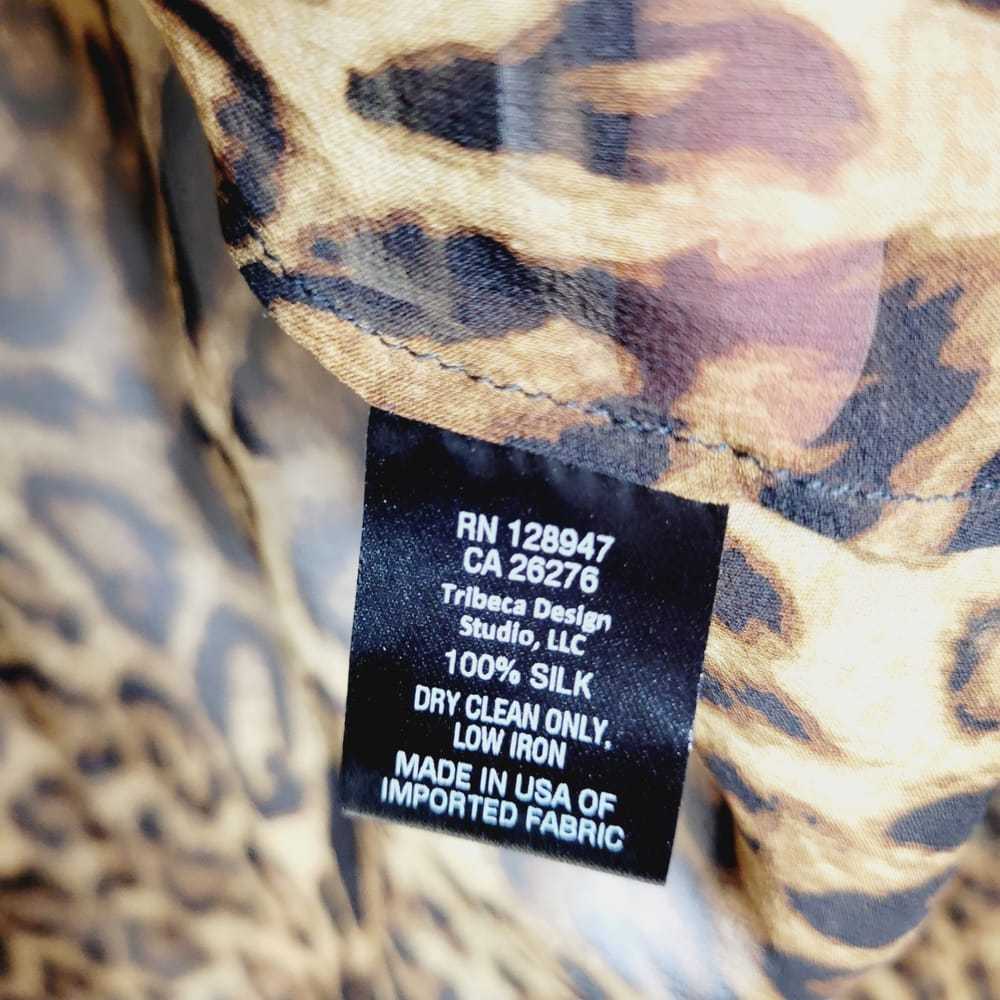 RN 128947
CA 26276
Tribeca Design
Studio, LLC
100% SILK
DRY CLEAN ONLY,
LOW IRON
MADE IN USA OF
IMPORTED FABRIC